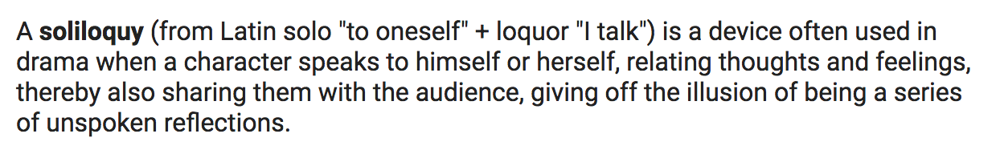 A soliloquy (from Latin solo "to oneself" + loquor "I talk") is a device often used in
drama when a character speaks to himself or herself, relating thoughts and feelings,
thereby also sharing them with the audience, giving off the illusion of being a series
of unspoken reflections.